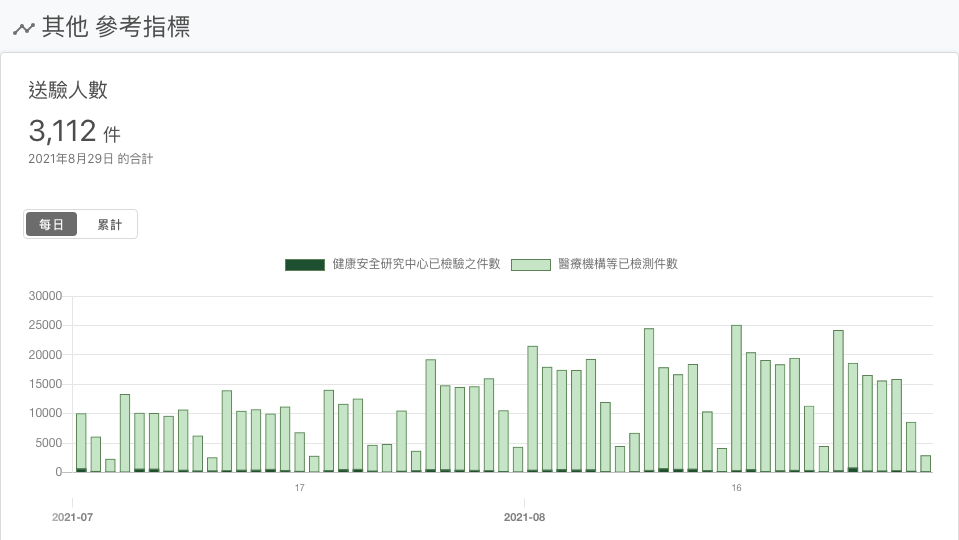 其他 參考指標
送驗人數
3,112 件
2021年8月29日 的合計
每日 累計
健康安全研究中心已檢驗之件數 醫療機構等已檢測件數
30000
25000
20000
15000
10000
5000
0
17 16
2021-07 2021-08